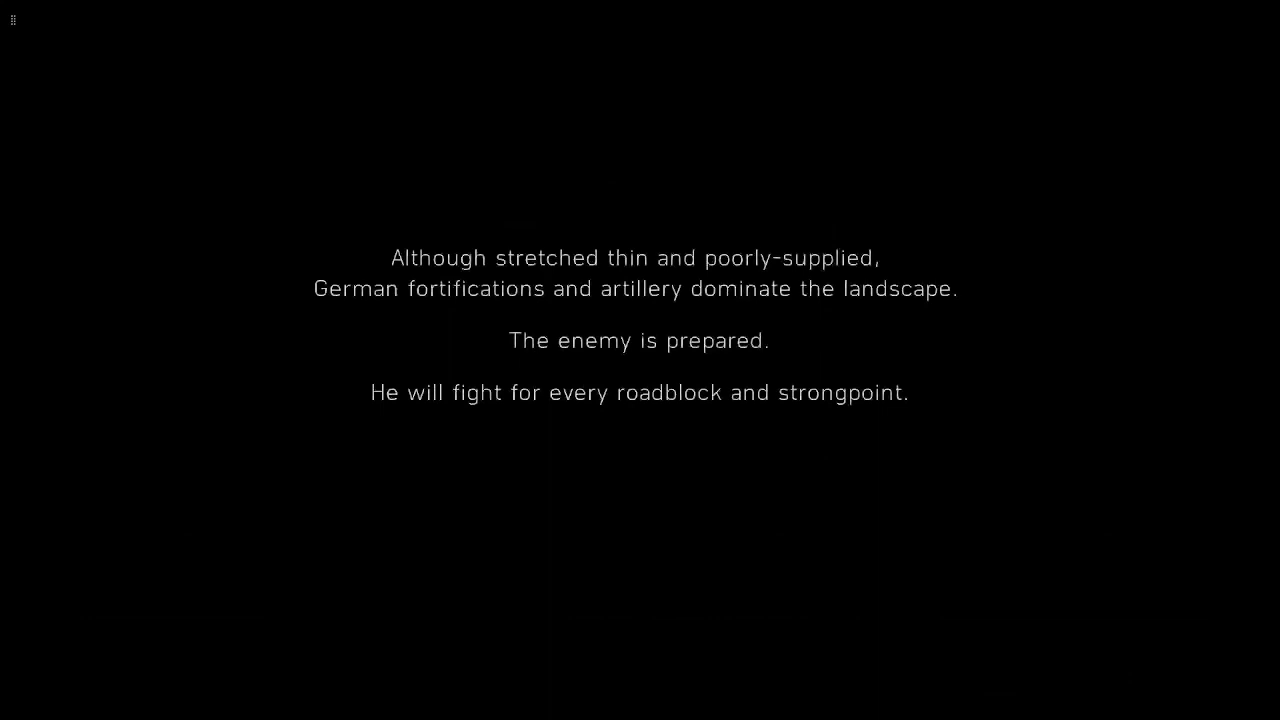 Although stretched thin and poorly-supplied,
German fortifications and artillery dominate the landscape.
The enemy is prepared.
He will fight for every roadblock and strongpoint.